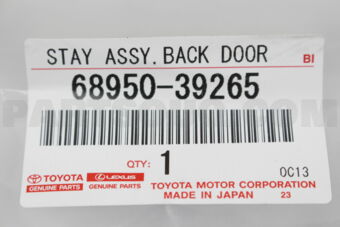 STAY ASSY, BACK DOOR BI
68950-39265
QTY: 1 0C13
TOYOTA LEXUS TOYOTA MOTOR CORPORATION
GENUINE PARTS GENUINE PARTS MADE IN JAPAN 23